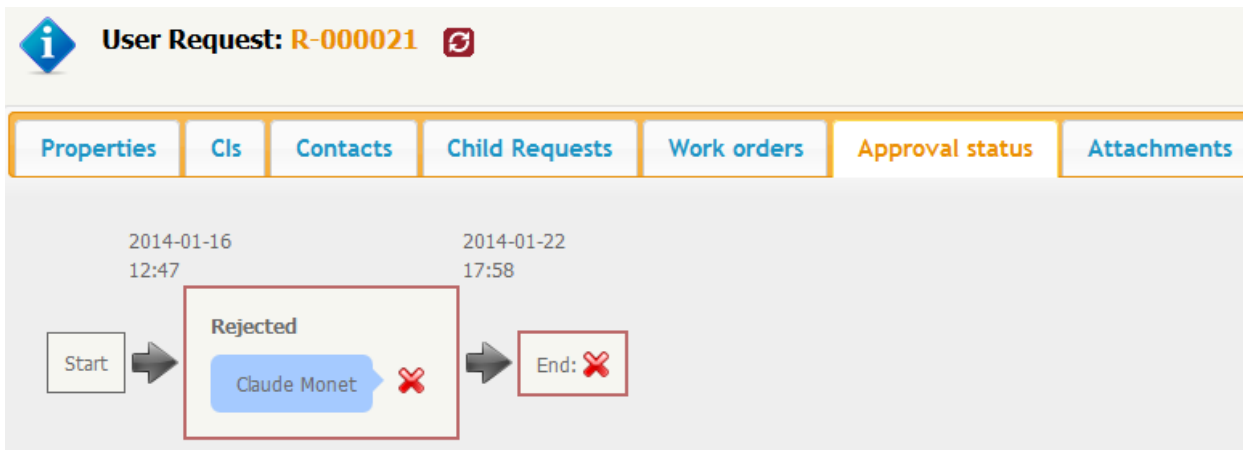 User Request: R-000021
Properties CIs Contacts Child Requests Work orders Approval status Attachments
2014-01-16 2014-01-22
12:47 17:58
Rejected
Start Claude Monet End: